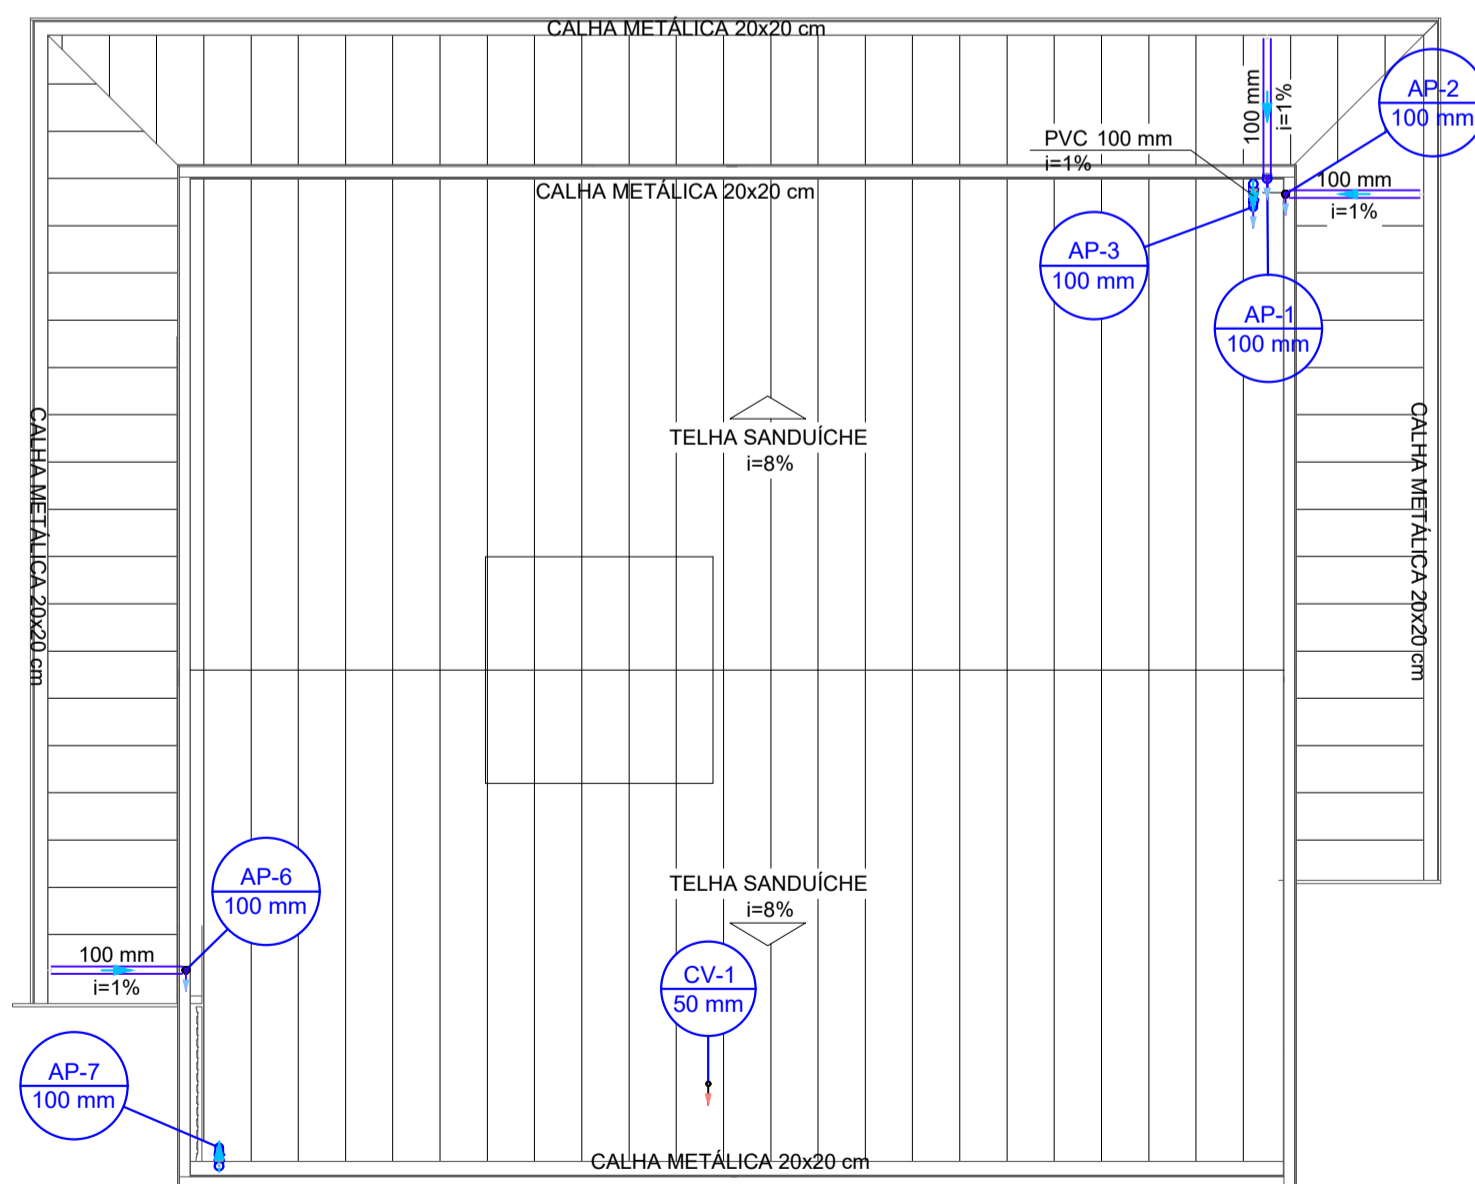 CALHA METÁLICA 20x20 cm
100 mm
i=1%
AP-2
100 mm
PVC 100 mm
i=1%
CALHA METÁLICA 20x20 cm
100 mm
i=1%
AP-3
100 mm
AP-1
100 mm
TELHA SANDUÍCHE
i=8%
CALHA METÁLICA 20x20 cm
CALHA METÁLICA 20x20 cm
AP-6
100 mm
TELHA SANDUÍCHE
i=8%
100 mm
i=1%
CV-1
50 mm
AP-7
100 mm
CALHA METÁLICA 20x20 cm